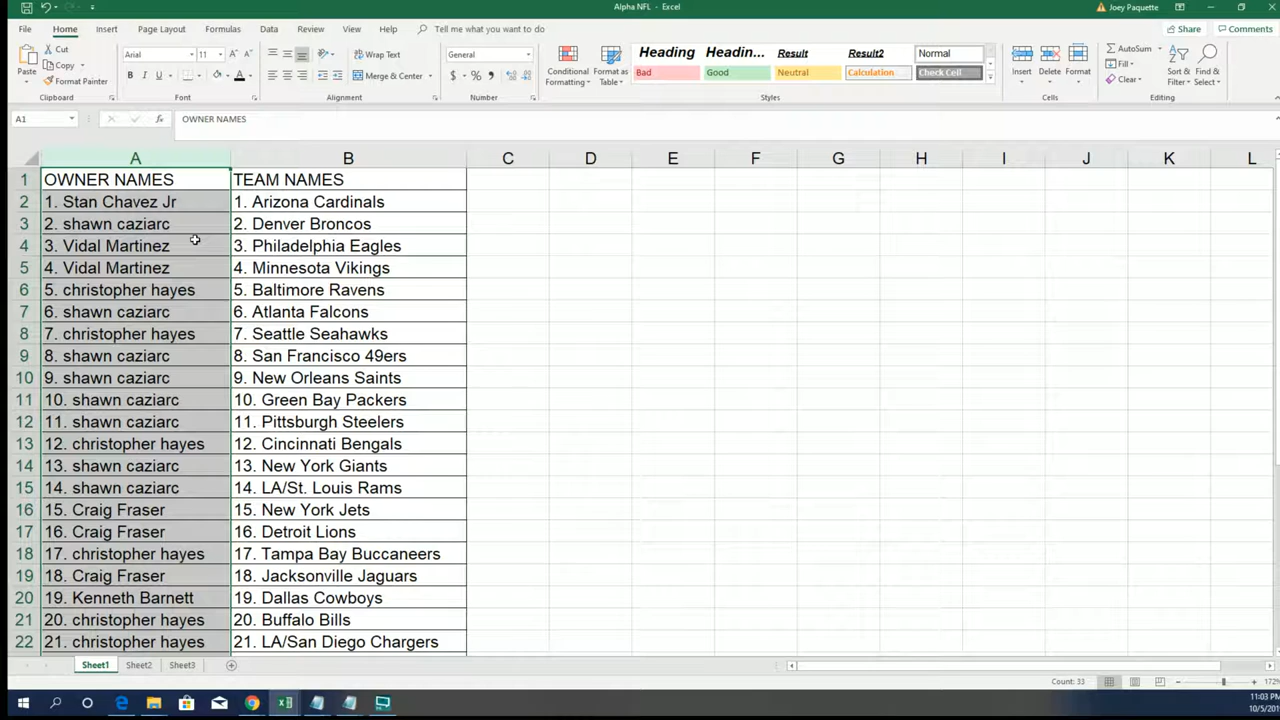 Alpha NFL - Excel
Joey Paquette
File Home Insert Page Layout Formulas Data Review View Help Tell me what you want to do
Share Comments
Paste
Cut
Copy
Format Painter
Clipboard
Arial 11
B I U
Font
Wrap Text
Merge & Center
Alignment
General
$ % ,
Number
Conditional Formatting
Format as Table
Heading Headin... Result Result2 Normal
Bad Good Neutral Calculation Check Cell
Styles
Insert Delete Format
Cells
AutoSum
Fill
Clear
Sort & Filter
Find & Select
Editing
A1 fx OWNER NAMES
A B C D E F G H I J K L
1 OWNER NAMES TEAM NAMES
2 1. Stan Chavez Jr 1. Arizona Cardinals
3 2. shawn caziarc 2. Denver Broncos
4 3. Vidal Martinez 3. Philadelphia Eagles
5 4. Vidal Martinez 4. Minnesota Vikings
6 5. christopher hayes 5. Baltimore Ravens
7 6. shawn caziarc 6. Atlanta Falcons
8 7. christopher hayes 7. Seattle Seahawks
9 8. shawn caziarc 8. San Francisco 49ers
10 9. shawn caziarc 9. New Orleans Saints
11 10. shawn caziarc 10. Green Bay Packers
12 11. shawn caziarc 11. Pittsburgh Steelers
13 12. christopher hayes 12. Cincinnati Bengals
14 13. shawn caziarc 13. New York Giants
15 14. shawn caziarc 14. LA/St. Louis Rams
16 15. Craig Fraser 15. New York Jets
17 16. Craig Fraser 16. Detroit Lions
18 17. christopher hayes 17. Tampa Bay Buccaneers
19 18. Craig Fraser 18. Jacksonville Jaguars
20 19. Kenneth Barnett 19. Dallas Cowboys
21 20. christopher hayes 20. Buffalo Bills
22 21. christopher hayes 21. LA/San Diego Chargers
Sheet1 Sheet2 Sheet3
Count: 33
11:03 PM